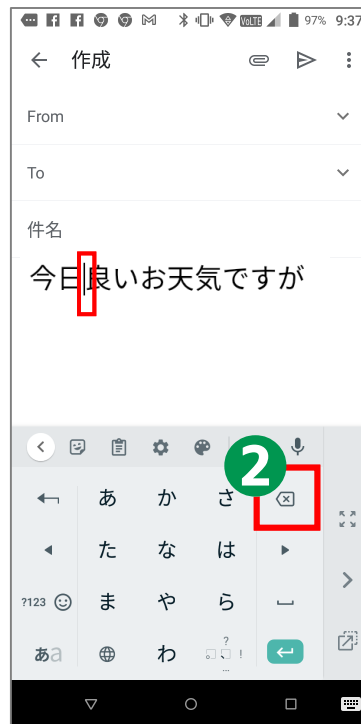 VoLTE 97% 9:37
作成
From
To
件名
今日良いお天気ですが
2
あ か さ
た な は
?123 ま や ら
あa わ 。、?!…